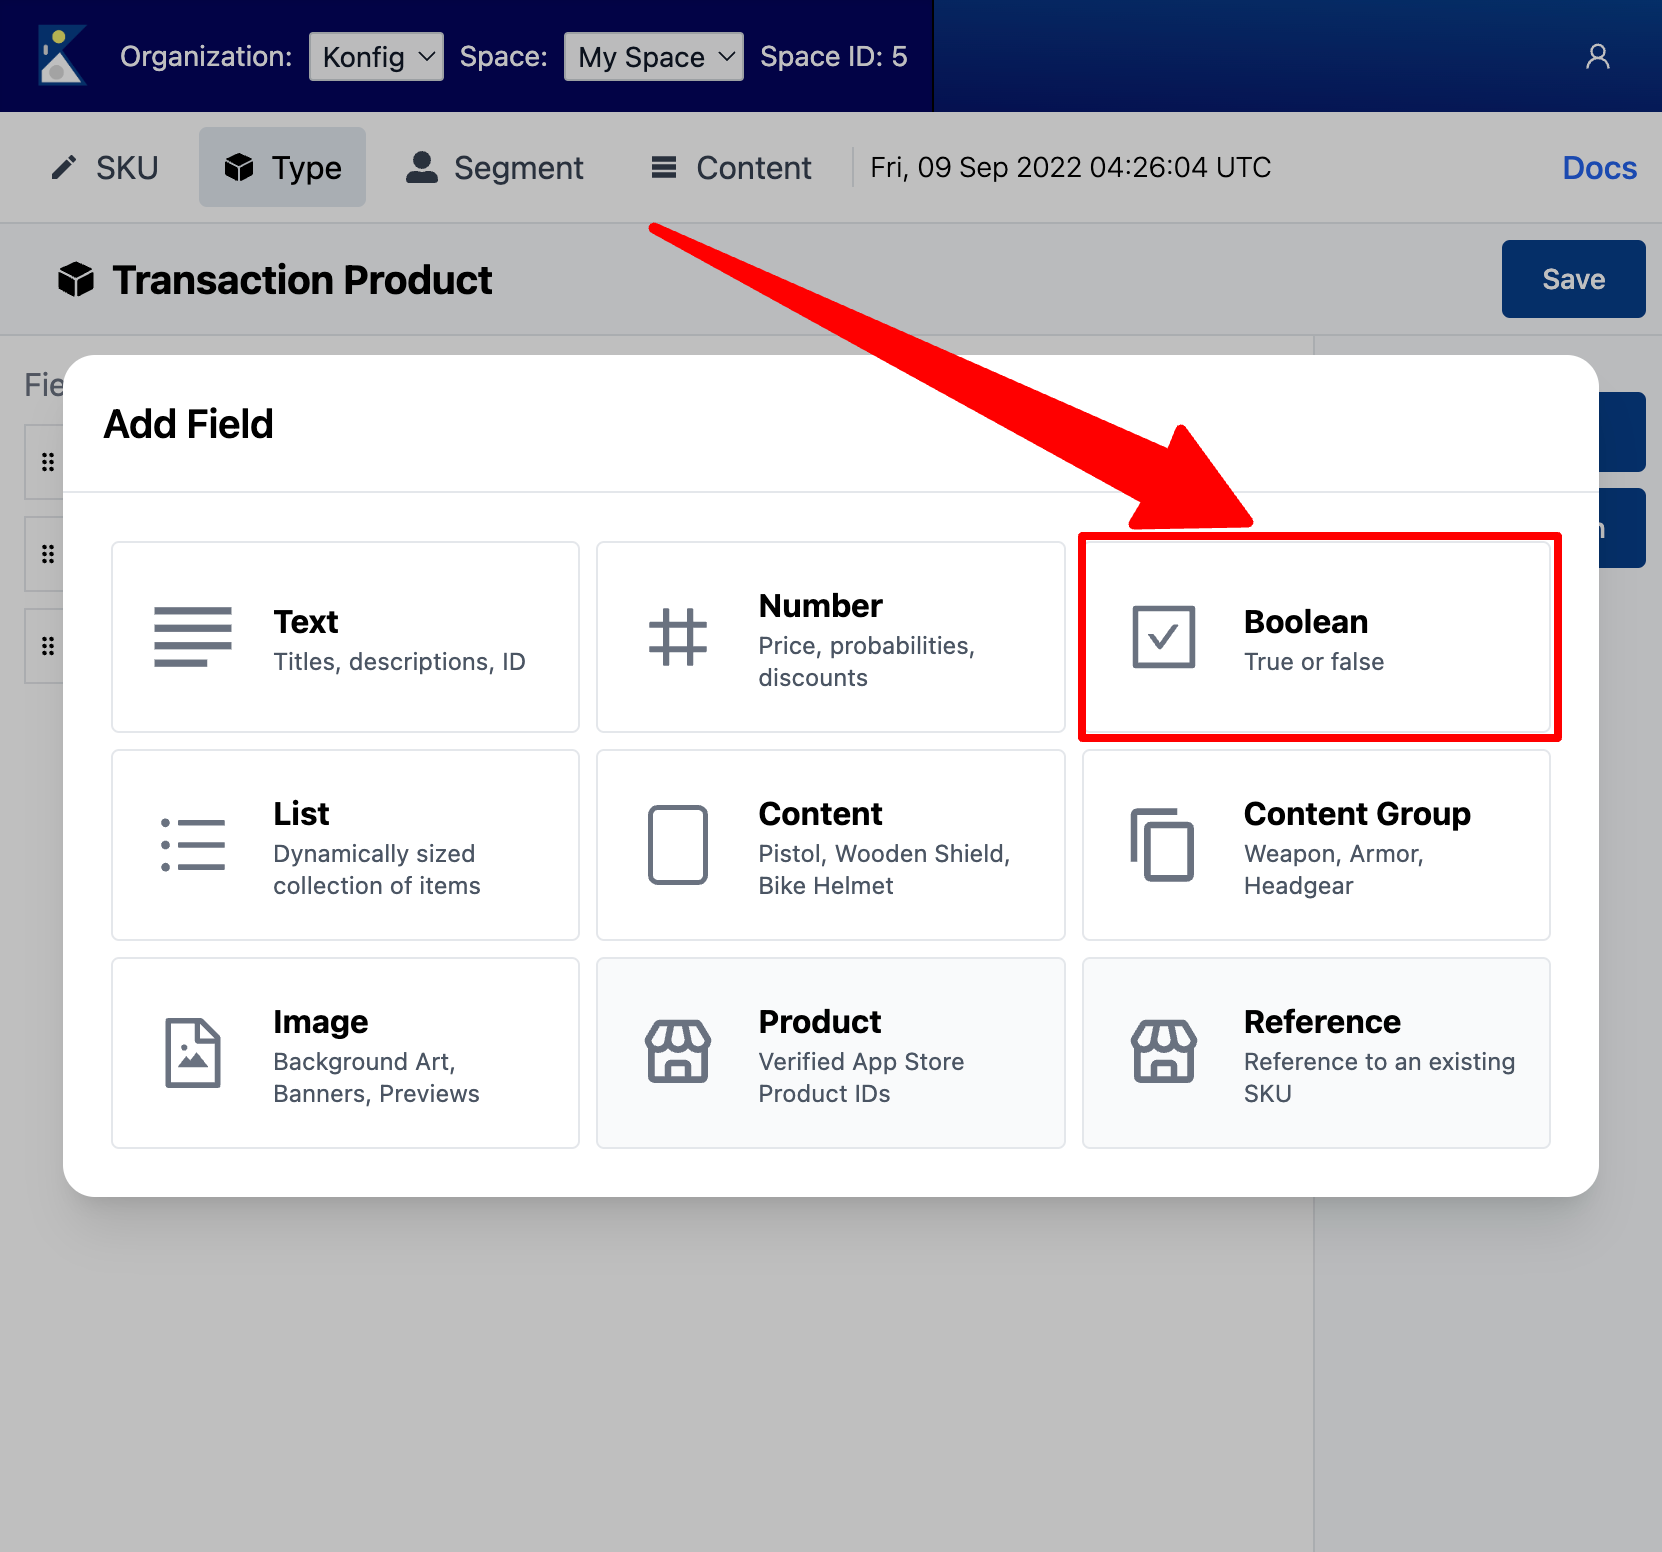 Organization: Konfig Space: My Space Space ID: 5
SKU Type Segment Content Fri, 09 Sep 2022 04:26:04 UTC Docs
Transaction Product Save
Fie
Add Field
Text
Titles, descriptions, ID
Number
Price, probabilities,
discounts
Boolean
True or false
List
Dynamically sized
collection of items
Content
Pistol, Wooden Shield,
Bike Helmet
Content Group
Weapon, Armor,
Headgear
Image
Background Art,
Banners, Previews
Product
Verified App Store
Product IDs
Reference
Reference to an existing
SKU